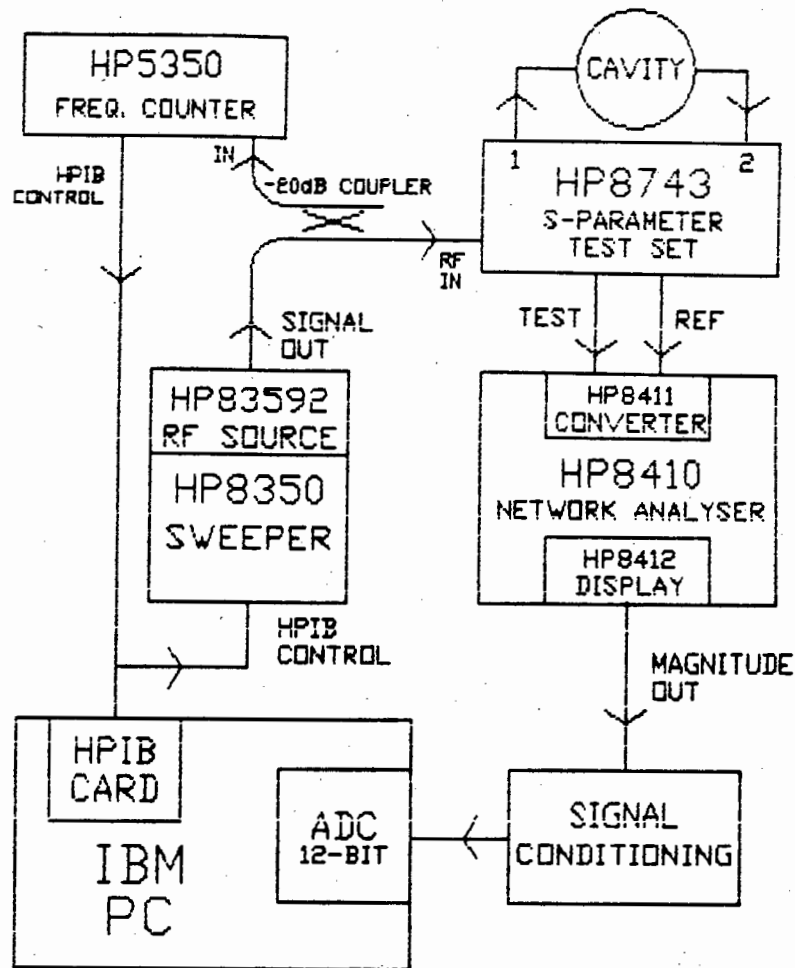 HP5350
FREQ. COUNTER
CAVITY
HPIB
CONTROL
IN
-20dB COUPLER
1
2
HP8743
S-PARAMETER
TEST SET
RF
IN
SIGNAL
OUT
TEST
REF
HP83592
RF SOURCE
HP8350
SWEEPER
HP8411
CONVERTER
HP8410
NETWORK ANALYSER
HP8412
DISPLAY
HPIB
CONTROL
MAGNITUDE
OUT
HPIB
CARD
IBM
PC
ADC
12-BIT
SIGNAL
CONDITIONING